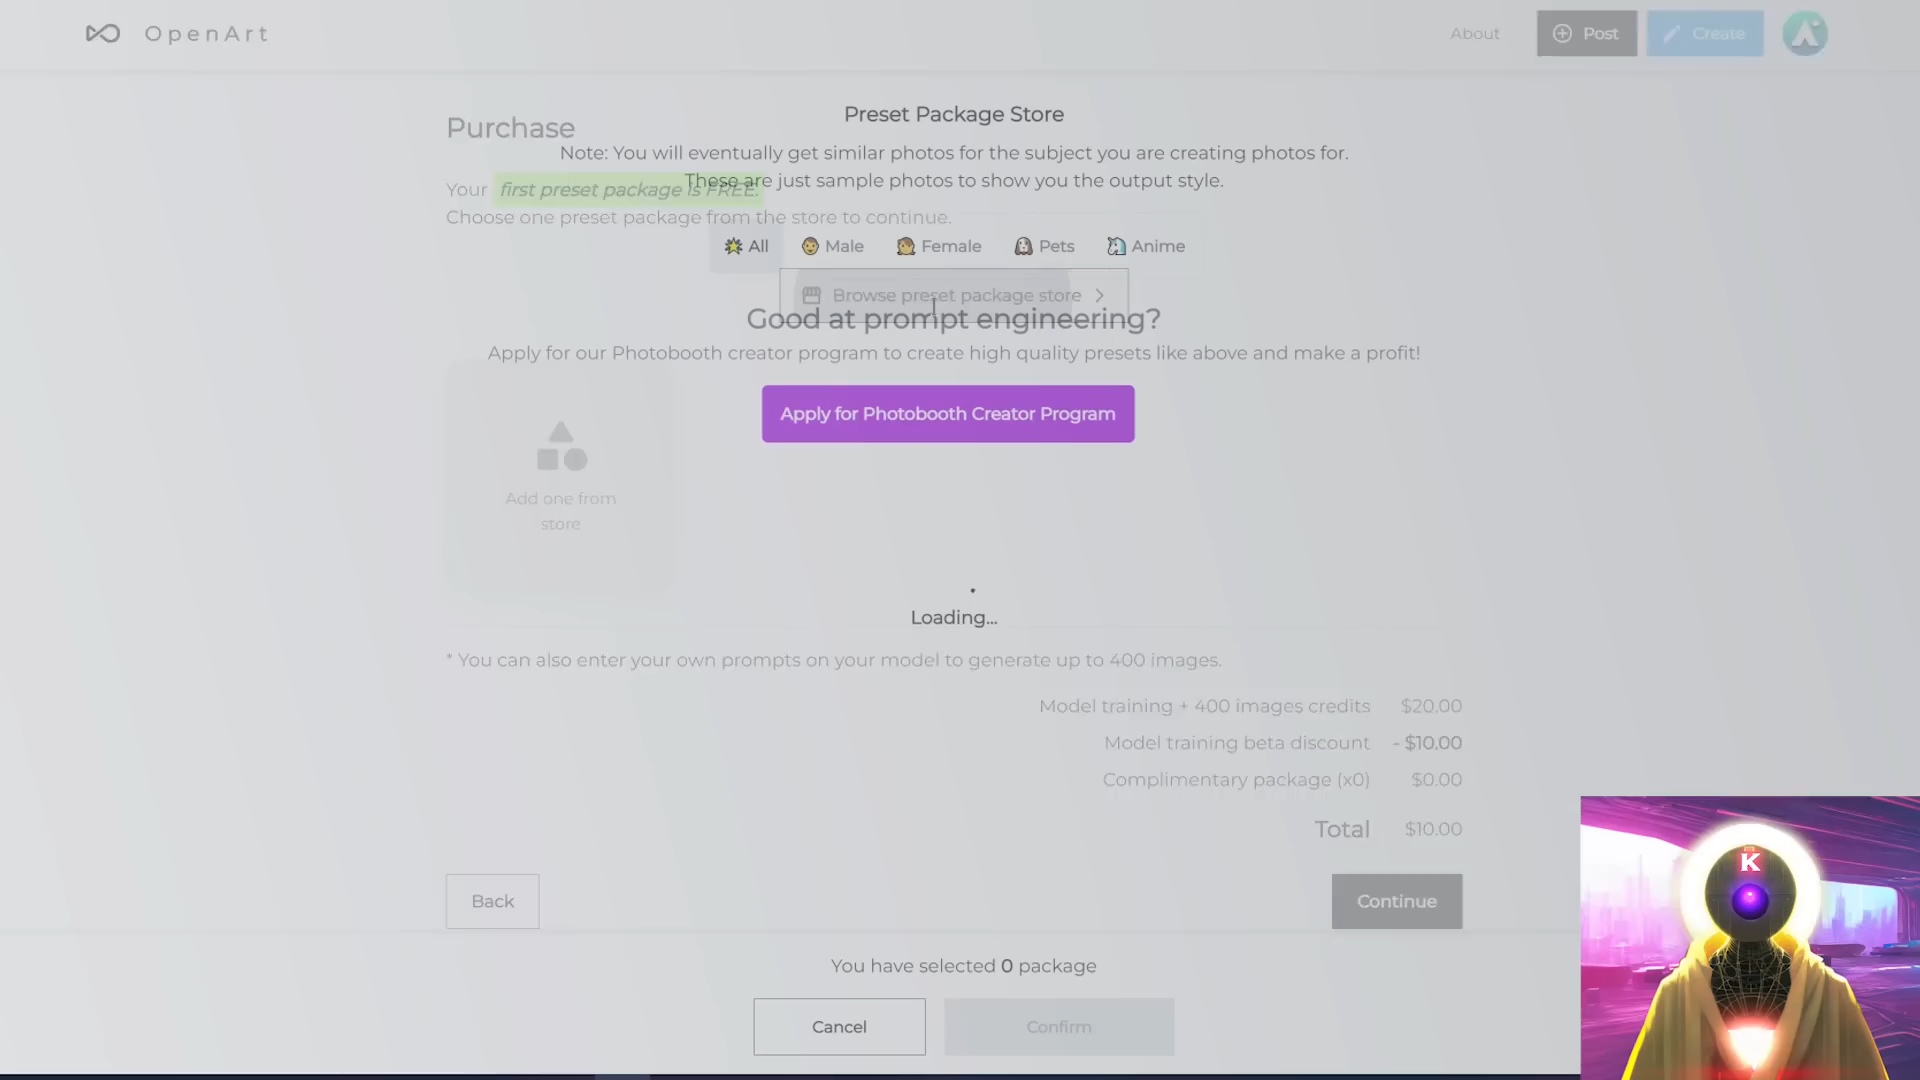 OpenArt
About
Post
Create
Purchase
Preset Package Store
Note: You will eventually get similar photos for the subject you are creating photos for.
These are just sample photos to show you the output style.
Your first preset package is FREE.
Choose one preset package from the store to continue.
All
Male
Female
Pets
Anime
Browse preset package store
Good at prompt engineering?
Apply for our Photobooth creator program to create high quality presets like above and make a profit!
Apply for Photobooth Creator Program
Add one from
store
Loading...
* You can also enter your own prompts on your model to generate up to 400 images.
Model training + 400 images credits $20.00
Model training beta discount - $10.00
Complimentary package (x0) $0.00
Total $10.00
Back
Continue
K
You have selected 0 package
Cancel
Confirm